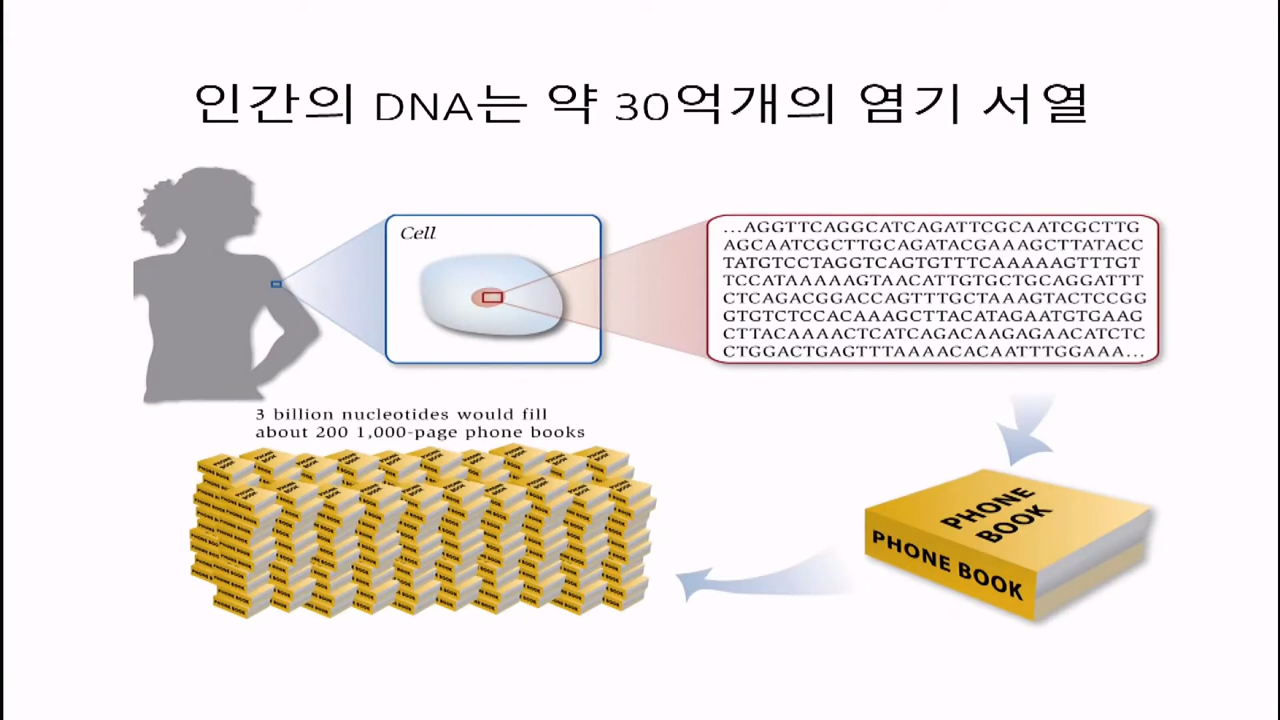 인간의 DNA는 약 30억개의 염기 서열
Cell
...AGGTTCAGGCATCAGATTCGCAATCGCTTG
AGCAATCGCTTGCAGATACGAAAGCTTATACC
TATGTCCTAGGTCAGTGTTTCAAAAAGTTTGT
TCCATAAAAAGTAACATTGTGCTGCAGGATTT
CTCAGACGGACCAGTTTGCTAAAGTACTCCGG
GTGTCTCCACAAAGCTTACATAGAATGTGAAG
CTTACAAAACTCATCAGACAAGAGAACATCTC
CTGGACTGAGTTTAAAACACAATTTGGAAA...
3 billion nucleotides would fill
about 200 1,000-page phone books
PHONE
BOOK
PHONE BOOK